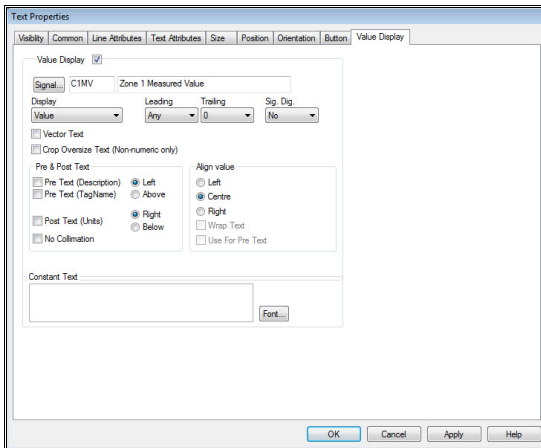 Text Properties
Visiblity Common Line Attributes Text Attributes Size Position Orientation Button Value Display
Value Display
Signal... C1MV Zone 1 Measured Value
Display Leading Trailing Sig. Dig.
Value Any 0 No
Vector Text
Crop Oversize Text (Non-numeric only)
Pre & Post Text Align value
Pre Text (Description) Left Left
Pre Text (TagName) Above Centre
Right Right
Post Text (Units) Below Wrap Text
No Collimation Use For Pre Text
Constant Text
Font...
OK Cancel Apply Help